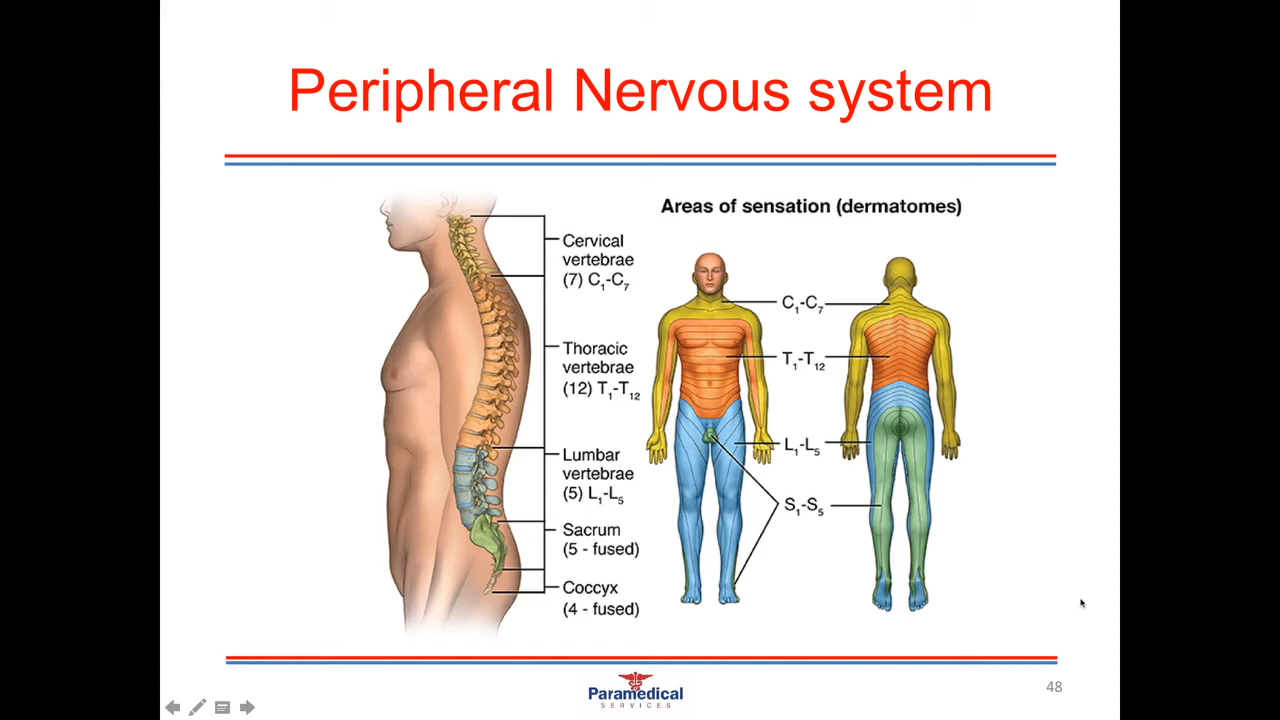 Peripheral Nervous system
Cervical
vertebrae
(7) C₁-C₇
Thoracic
vertebrae
(12) T₁-T₁₂
Lumbar
vertebrae
(5) L₁-L₅
Sacrum
(5 - fused)
Coccyx
(4 - fused)
Areas of sensation (dermatomes)
C₁-C₇
T₁-T₁₂
L₁-L₅
S₁-S₅
Paramedical
SERVICES
48